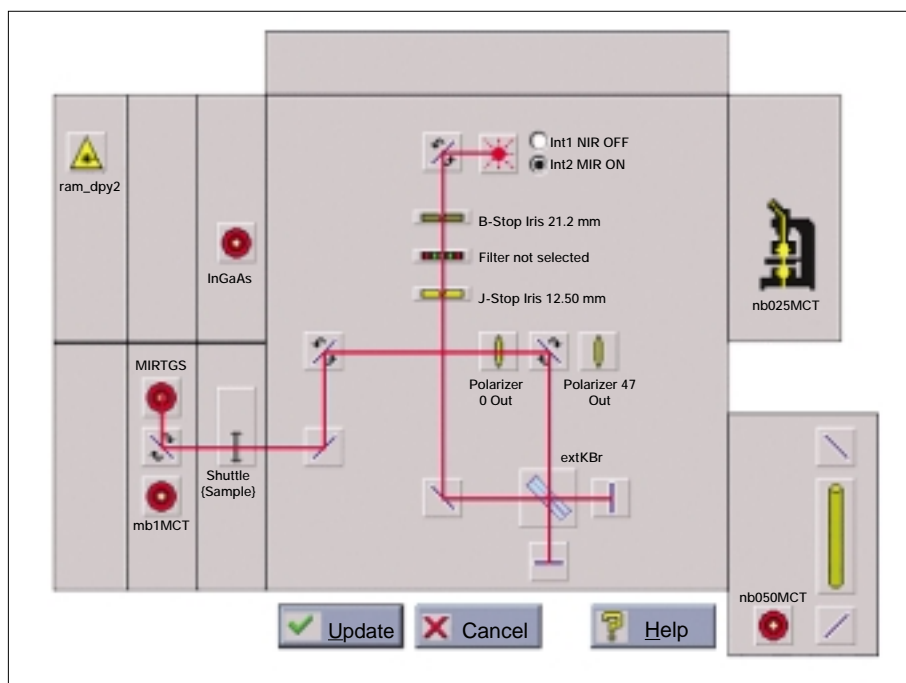 Int1 NIR OFF
Int2 MIR ON
ram_dpy2
B-Stop Iris 21.2 mm
Filter not selected
InGaAs
J-Stop Iris 12.50 mm
nb025MCT
MIRTGS
Polarizer
0 Out
Polarizer 47
Out
extKBr
Shuttle
{Sample}
mb1MCT
nb050MCT
Update
Cancel
Help